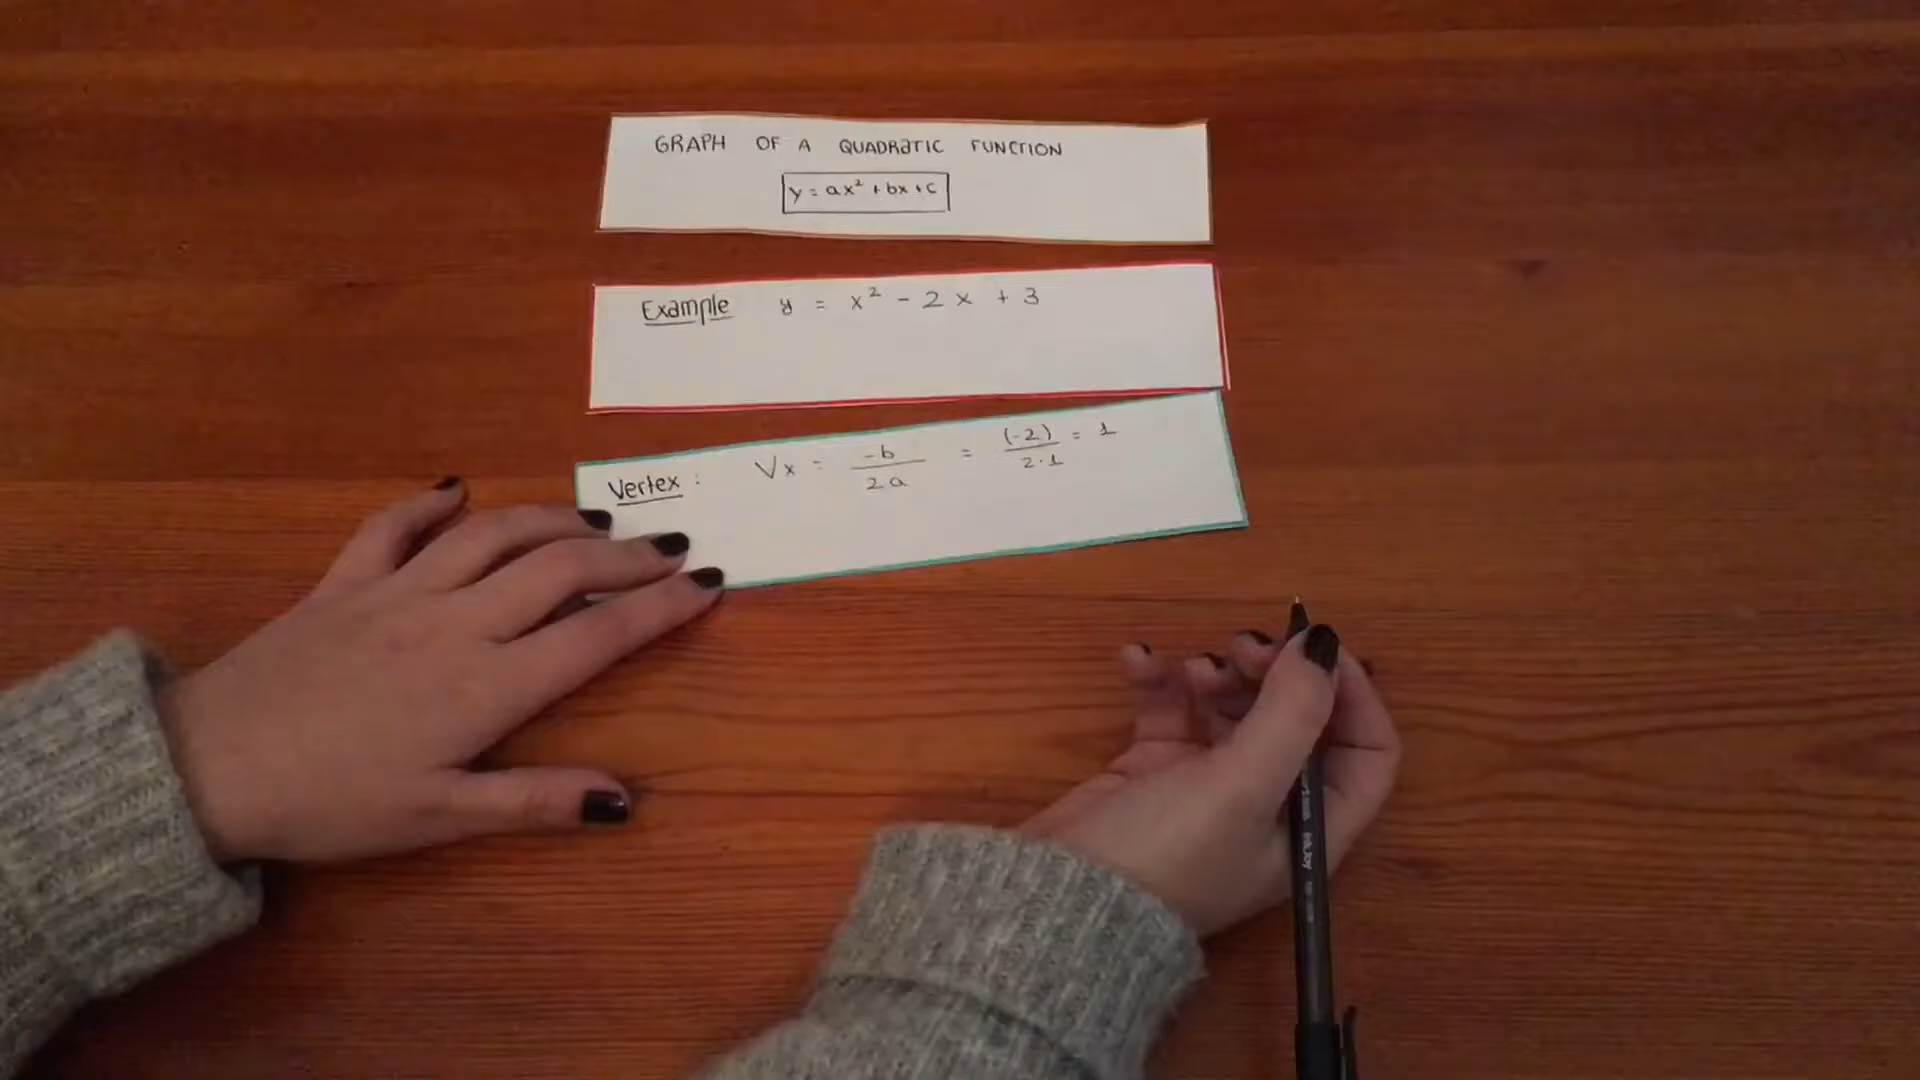 GRAPH OF A QUADRATIC FUNCTION
y = ax² + bx + c
Example y = x² - 2x + 3
Vertex : Vx = -b/2a = (-2)/2·1 = 1